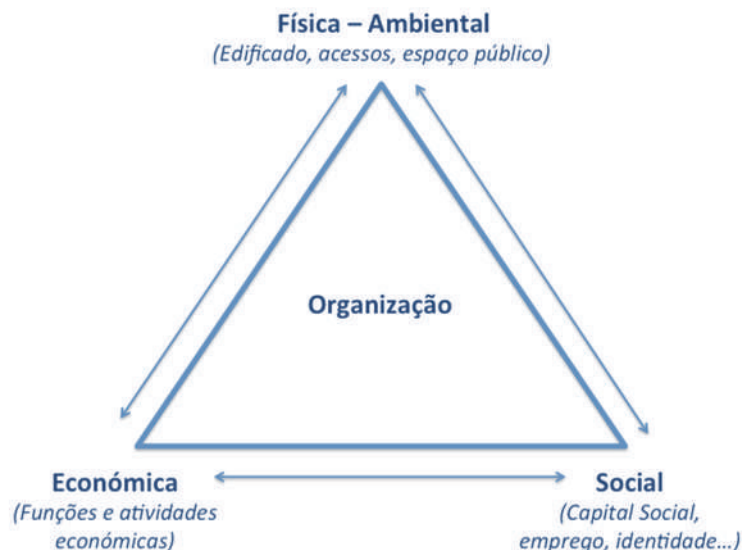 Física – Ambiental
(Edificado, acessos, espaço público)
Organização
Económica
(Funções e atividades
económicas)
Social
(Capital Social,
emprego, identidade...)